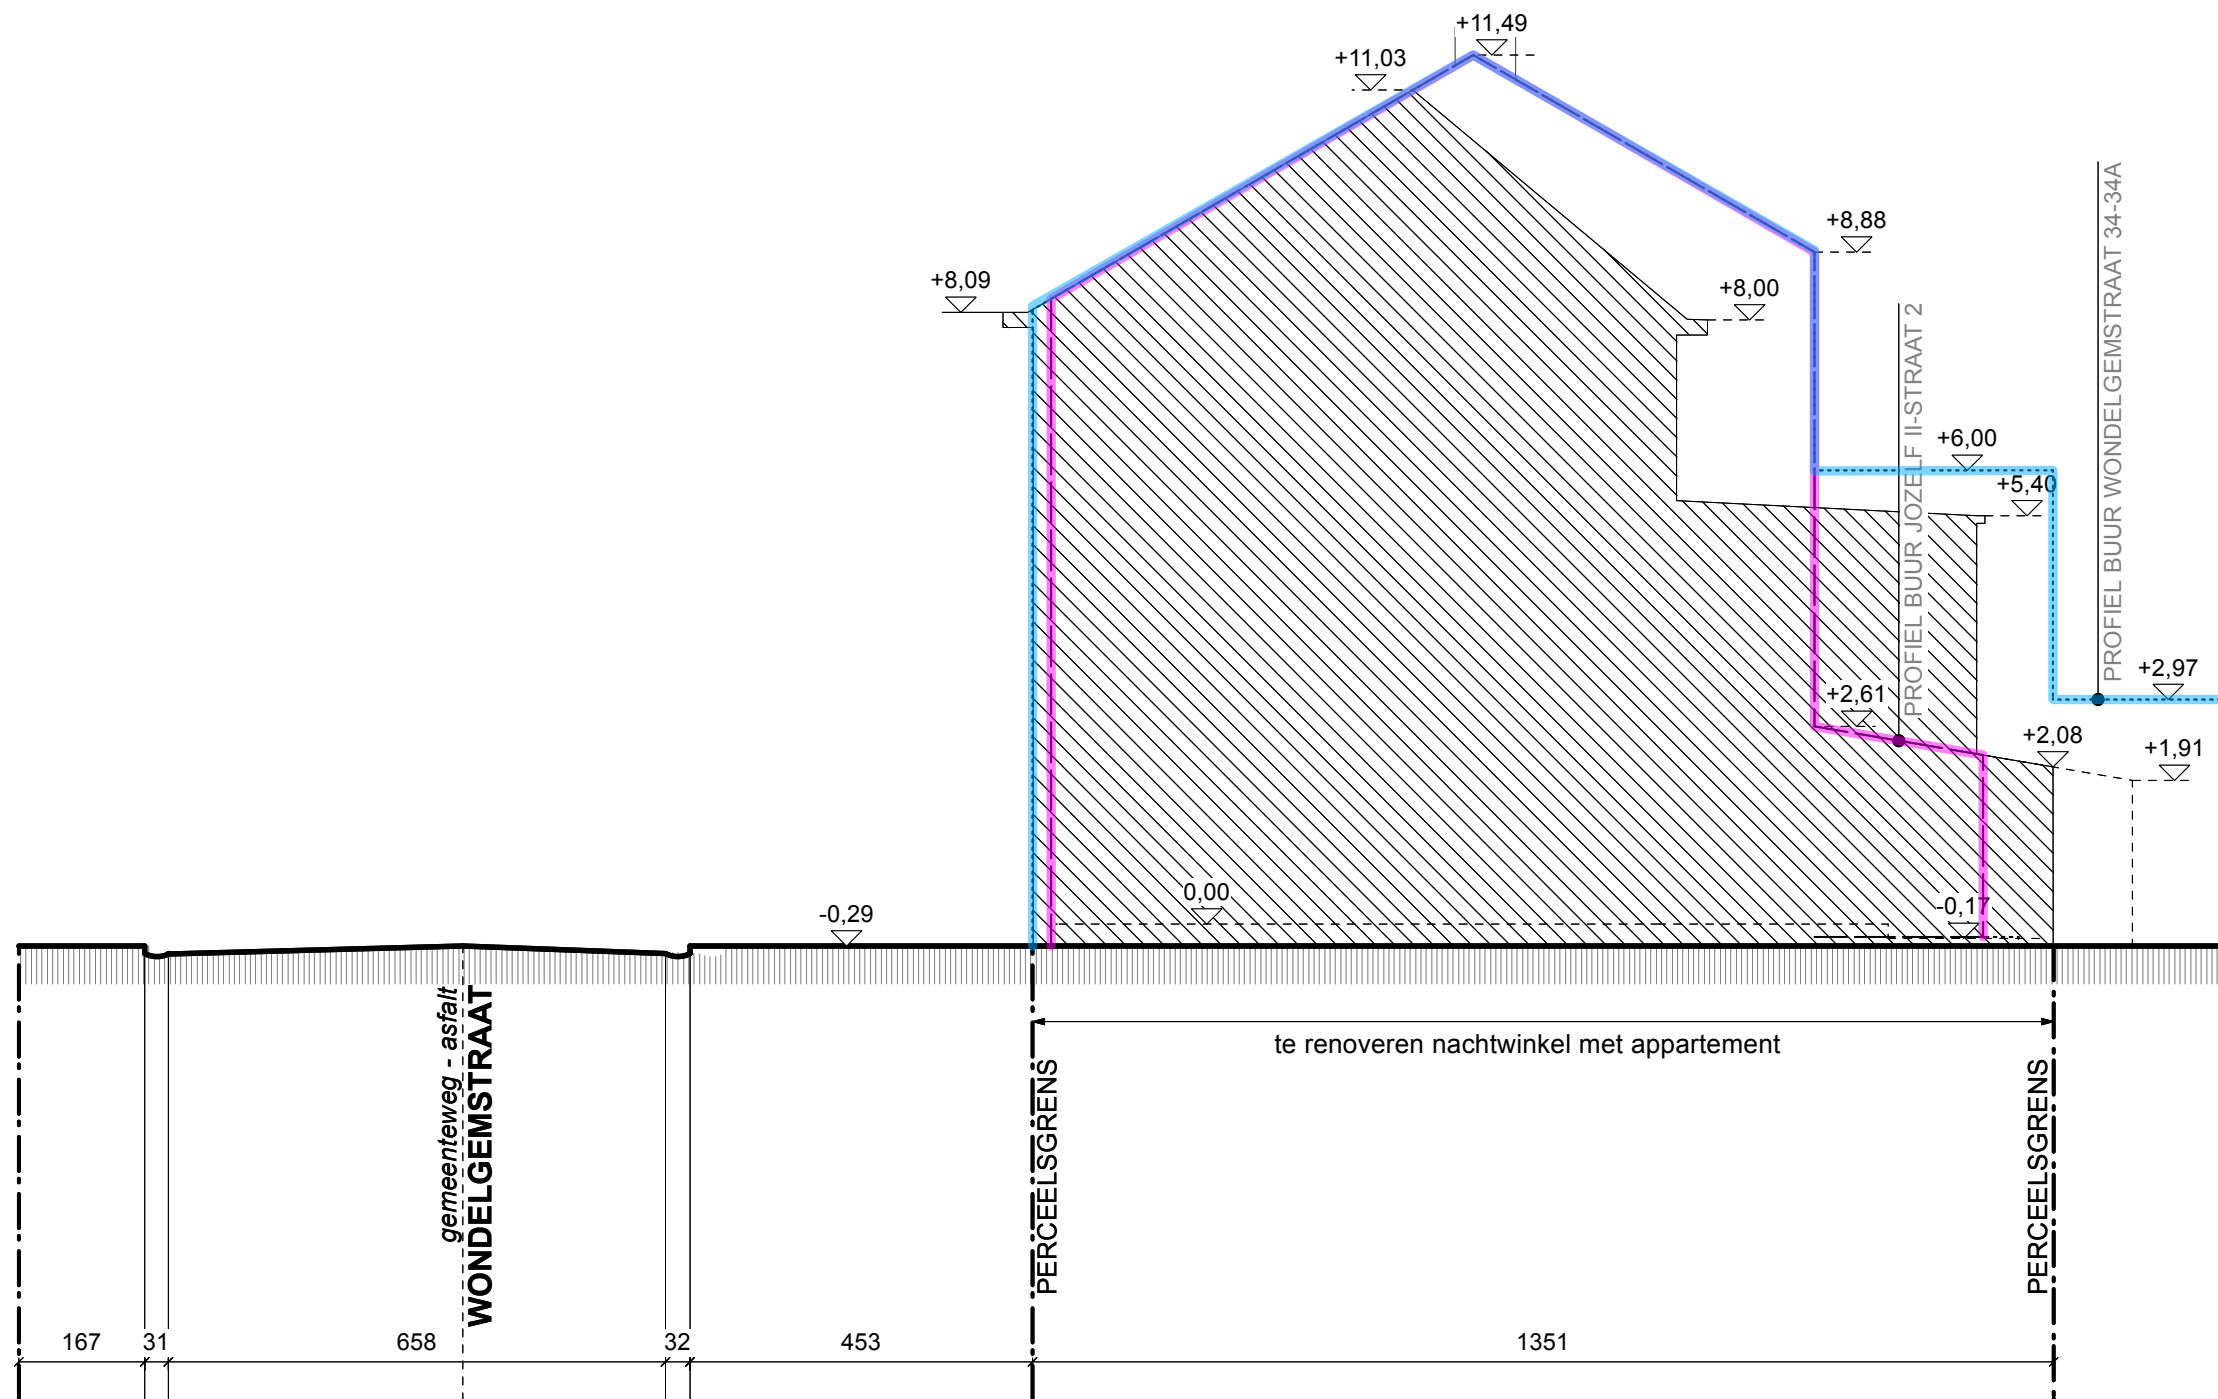 +11,49
+11,03
+8,88
+8,09
+8,00
PROFIEL BUUR WONDELGEMSTRAAT 34-34A
PROFIEL BUUR JOZEF II-STRAAT 2
+6,00
+5,40
+2,97
+2,61
+2,08
+1,91
0,00
-0,17
-0,29
gemeenteweg - asfalt
WONDELGEMSTRAAT
te renoveren nachtwinkel met appartement
PERCEELSGRENS
PERCEELSGRENS
167
31
658
32
453
1351